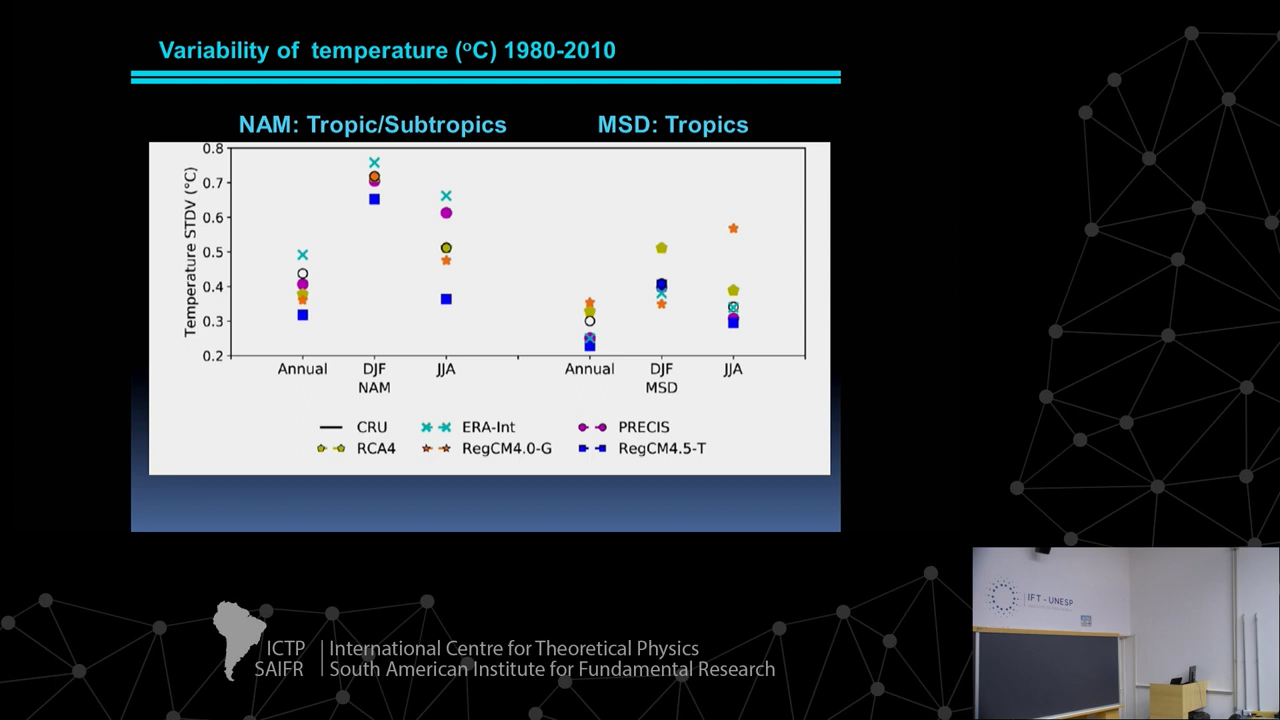 Variability of temperature (°C) 1980-2010
NAM: Tropic/Subtropics MSD: Tropics
Temperature STDV (°C)
0.8
0.7
0.6
0.5
0.4
0.3
0.2
Annual DJF JJA Annual DJF JJA
NAM MSD
CRU ERA-Int PRECIS
RCA4 RegCM4.0-G RegCM4.5-T
IFT - UNESP
ICTP International Centre for Theoretical Physics
SAIFR South American Institute for Fundamental Research